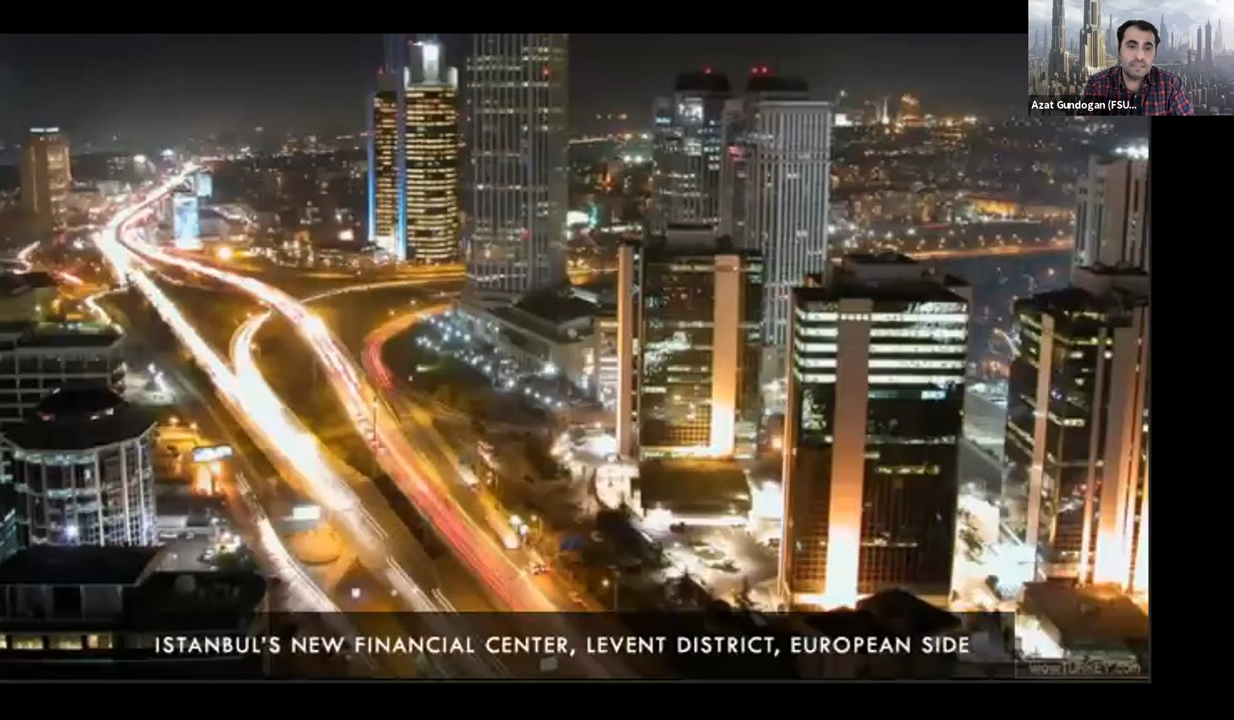 Azat Gundogan (FSU...
ISTANBUL'S NEW FINANCIAL CENTER, LEVENT DISTRICT, EUROPEAN SIDE
wowTURKEY.com